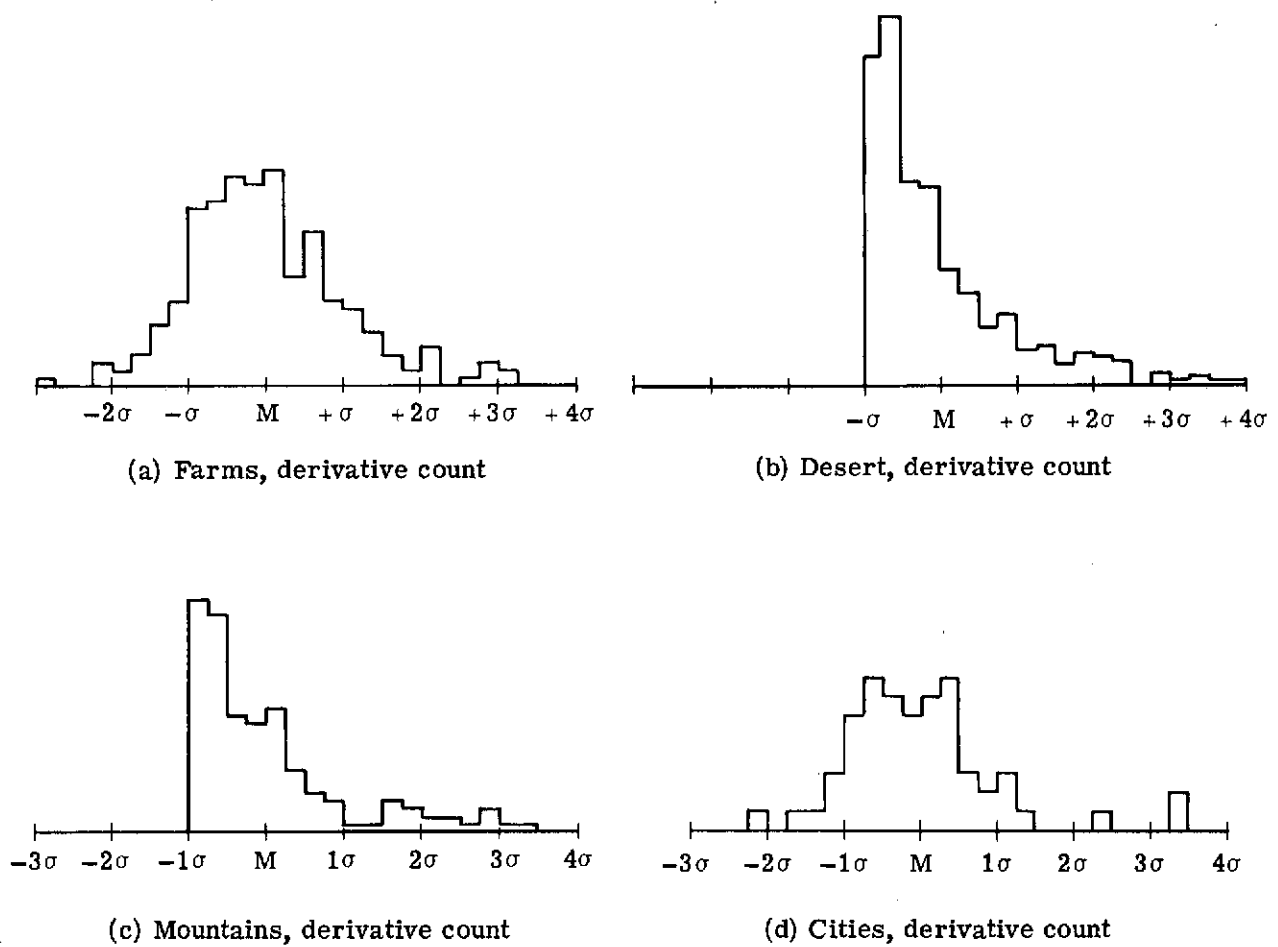 −2σ −σ M +σ +2σ +3σ +4σ
(a) Farms, derivative count
−σ M +σ +2σ +3σ +4σ
(b) Desert, derivative count
−3σ −2σ −1σ M 1σ 2σ 3σ 4σ
(c) Mountains, derivative count
−3σ −2σ −1σ M 1σ 2σ 3σ 4σ
(d) Cities, derivative count